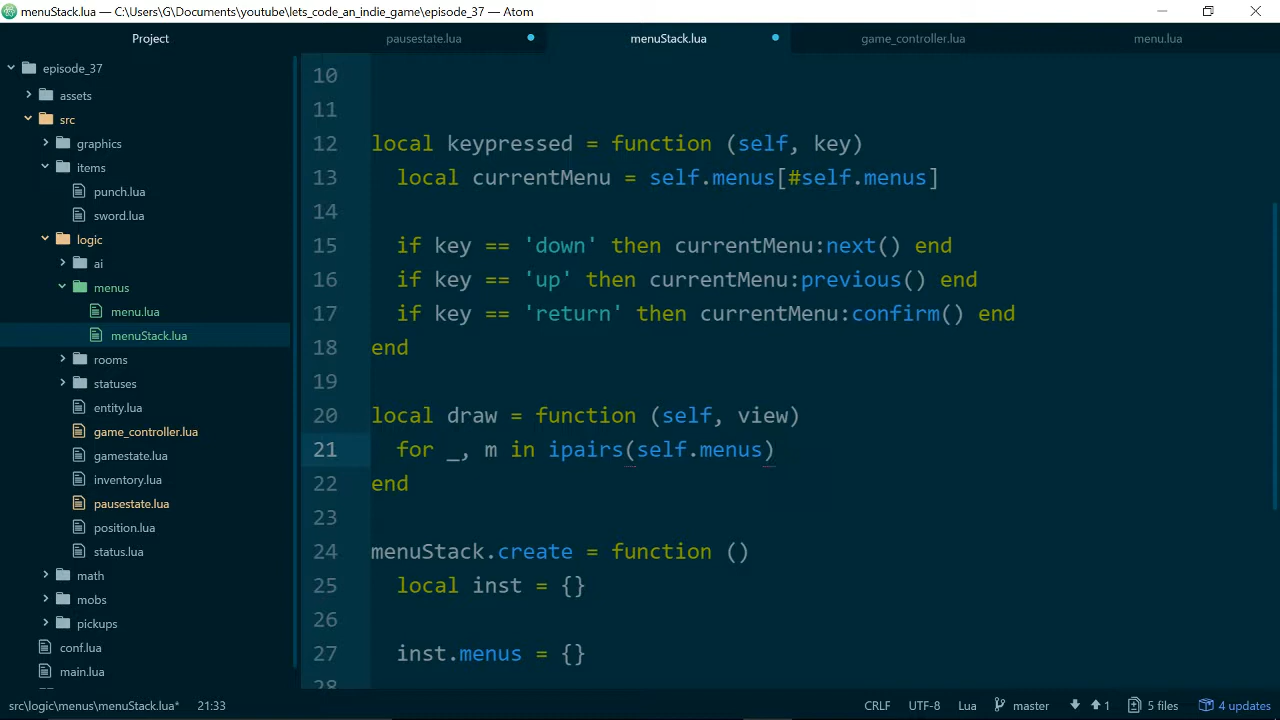 menuStack.lua — C:\Users\G\Documents\youtube\lets_code_an_indie_game\episode_37 — Atom
Project
pausestate.lua
menuStack.lua
game_controller.lua
menu.lua
episode_37
assets
src
graphics
items
punch.lua
sword.lua
logic
ai
menus
menu.lua
menuStack.lua
rooms
statuses
entity.lua
game_controller.lua
gamestate.lua
inventory.lua
pausestate.lua
position.lua
status.lua
math
mobs
pickups
conf.lua
main.lua
10
11
12 local keypressed = function (self, key)
13 local currentMenu = self.menus[#self.menus]
14
15 if key == 'down' then currentMenu:next() end
16 if key == 'up' then currentMenu:previous() end
17 if key == 'return' then currentMenu:confirm() end
18 end
19
20 local draw = function (self, view)
21 for _, m in ipairs(self.menus)
22 end
23
24 menuStack.create = function ()
25 local inst = {}
26
27 inst.menus = {}
28
src\logic\menus\menuStack.lua* 21:33 CRLF UTF-8 Lua master 1 5 files 4 updates